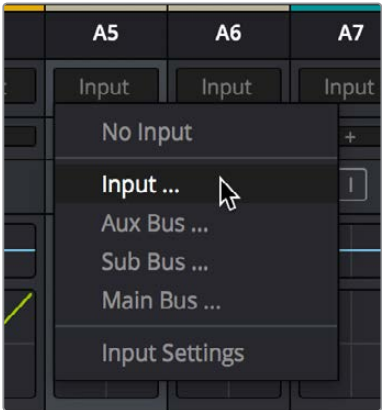 A5 A6 A7
Input Input Input
No Input
+
Input ...
I
Aux Bus ...
Sub Bus ...
Main Bus ...
Input Settings